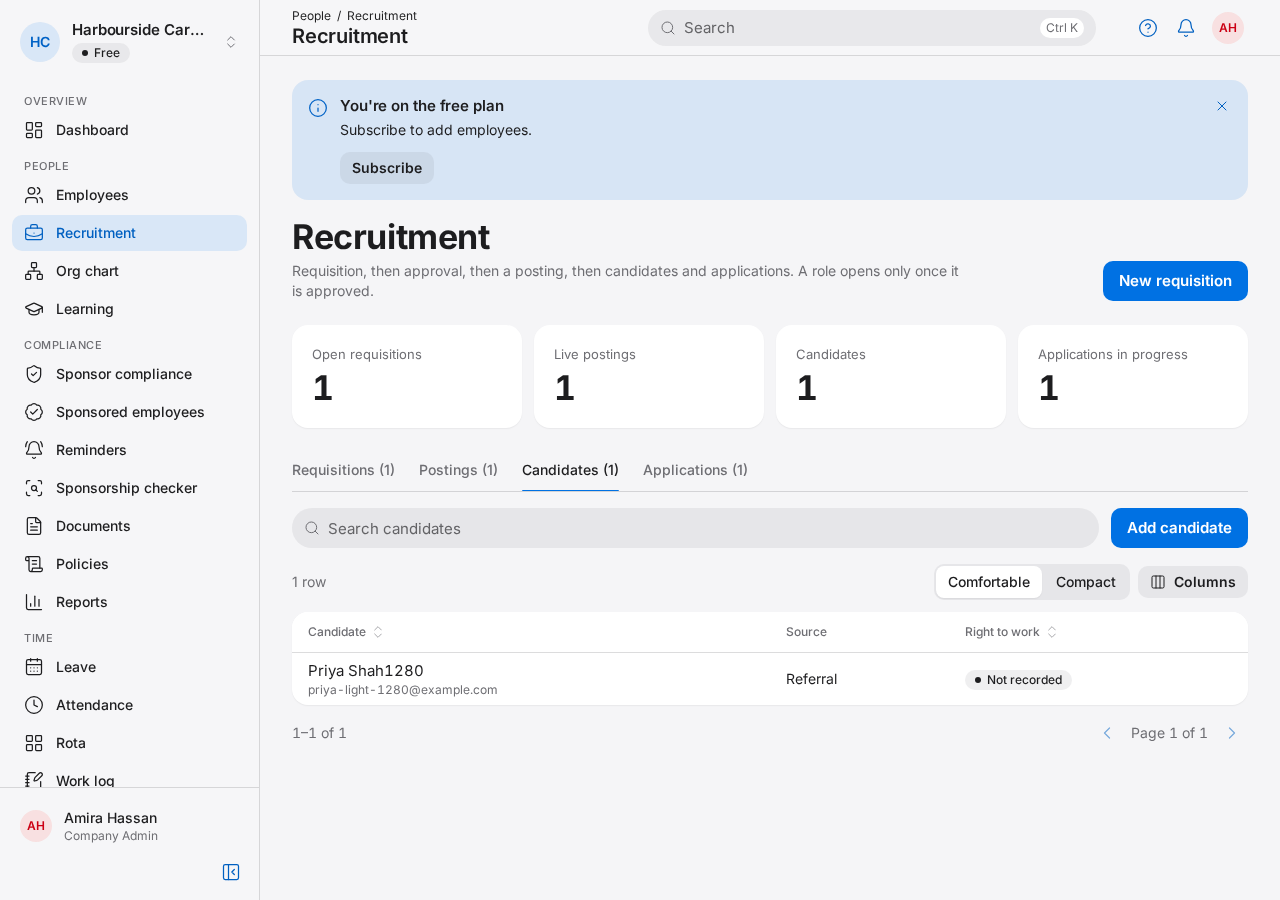 HC
Harbourside Car...
Free
OVERVIEW
Dashboard
PEOPLE
Employees
Recruitment
Org chart
Learning
COMPLIANCE
Sponsor compliance
Sponsored employees
Reminders
Sponsorship checker
Documents
Policies
Reports
TIME
Leave
Attendance
Rota
Work log
AH
Amira Hassan
Company Admin
People / Recruitment
Recruitment
Search
Ctrl K
AH
You're on the free plan
Subscribe to add employees.
Subscribe
Recruitment
Requisition, then approval, then a posting, then candidates and applications. A role opens only once it
is approved.
New requisition
Open requisitions
1
Live postings
1
Candidates
1
Applications in progress
1
Requisitions (1)
Postings (1)
Candidates (1)
Applications (1)
Search candidates
Add candidate
1 row
Comfortable
Compact
Columns
Candidate
Source
Right to work
Priya Shah1280
priya-light-1280@example.com
Referral
Not recorded
1–1 of 1
Page 1 of 1